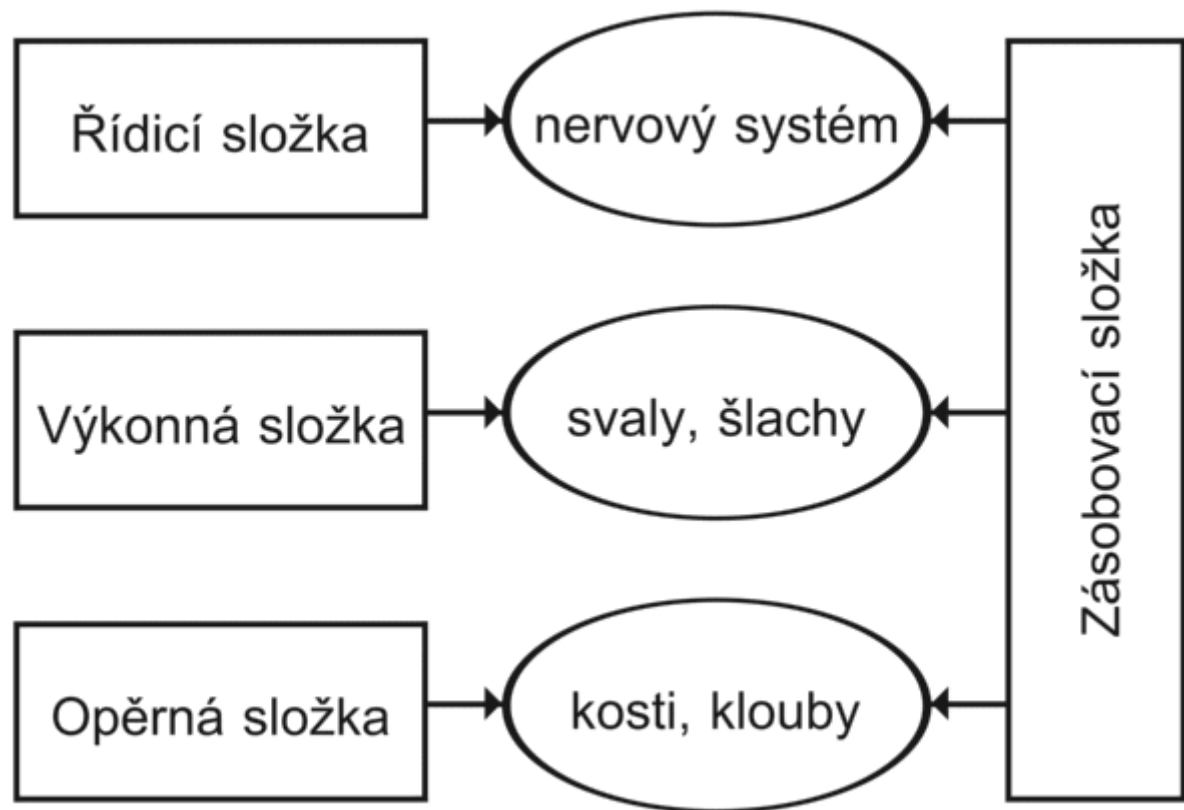 Řídicí složka
nervový systém
Výkonná složka
svaly, šlachy
Opěrná složka
kosti, klouby
Zásobovací složka